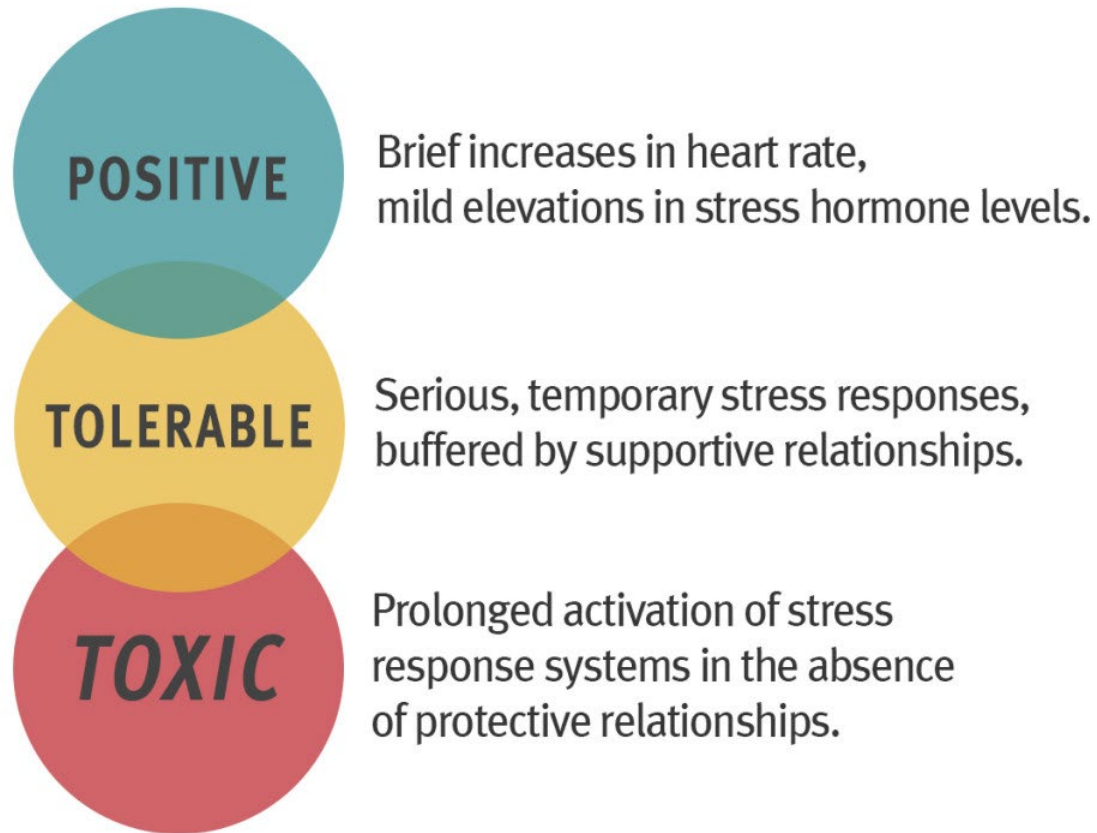 POSITIVE
Brief increases in heart rate,
mild elevations in stress hormone levels.
TOLERABLE
Serious, temporary stress responses,
buffered by supportive relationships.
TOXIC
Prolonged activation of stress
response systems in the absence
of protective relationships.